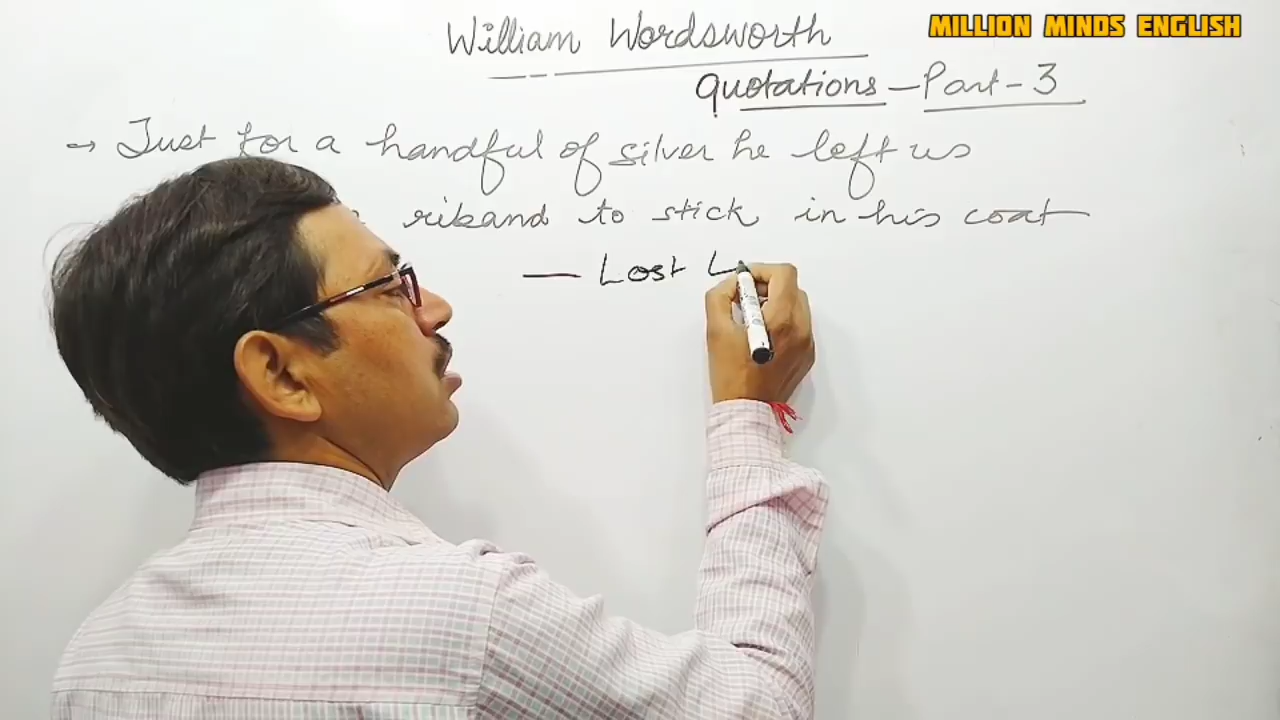 William Wordsworth
MILLION MINDS ENGLISH
Quotations - Part - 3
→ Just for a handful of silver he left us
riband to stick in his coat
— Lost L